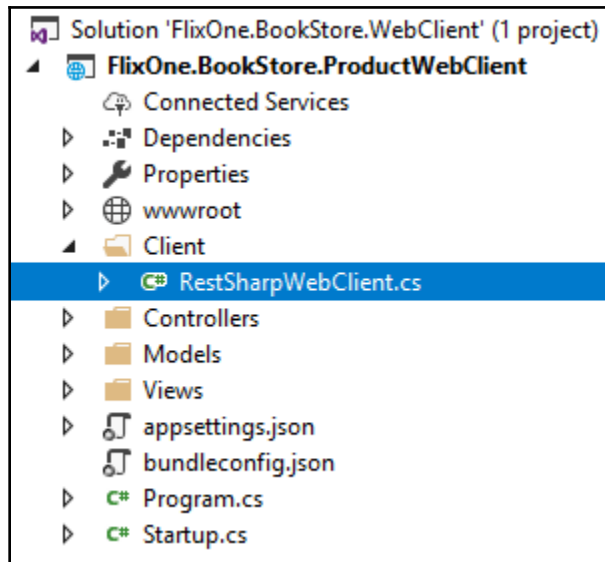 Solution 'FlixOne.BookStore.WebClient' (1 project)
FlixOne.BookStore.ProductWebClient
Connected Services
Dependencies
Properties
wwwroot
Client
C# RestSharpWebClient.cs
Controllers
Models
Views
appsettings.json
bundleconfig.json
C# Program.cs
C# Startup.cs